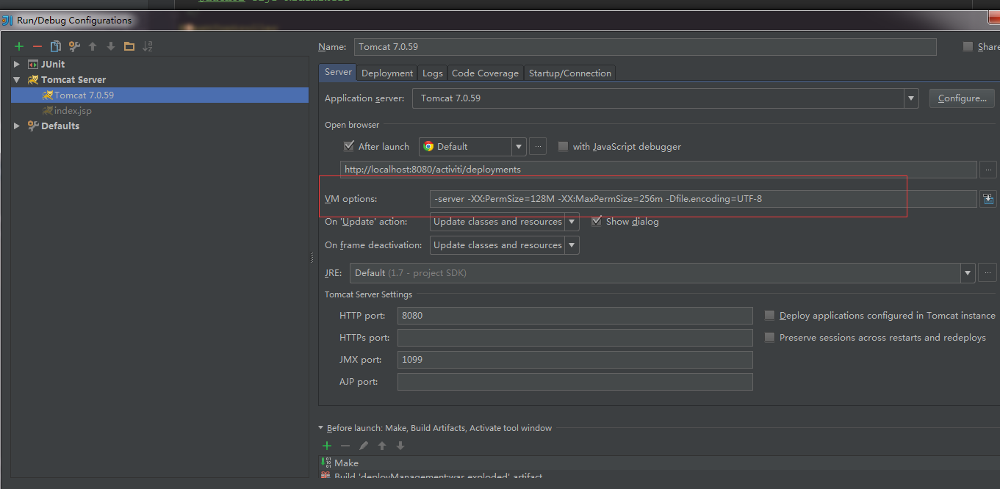 Run/Debug Configurations
Name: Tomcat 7.0.59 Share
JUnit
Tomcat Server
Tomcat 7.0.59
index.jsp
Defaults
Server Deployment Logs Code Coverage Startup/Connection
Application server: Tomcat 7.0.59 Configure...
Open browser
After launch Default ... with JavaScript debugger
http://localhost:8080/activiti/deployments ...
VM options: -server -XX:PermSize=128M -XX:MaxPermSize=256m -Dfile.encoding=UTF-8
On 'Update' action: Update classes and resources Show dialog
On frame deactivation: Update classes and resources
JRE: Default (1.7 - project SDK) ...
Tomcat Server Settings
HTTP port: 8080 Deploy applications configured in Tomcat instance
HTTPs port: Preserve sessions across restarts and redeploys
JMX port: 1099
AJP port:
Before launch: Make, Build Artifacts, Activate tool window
Make
Build 'deployManagement:war exploded' artifact